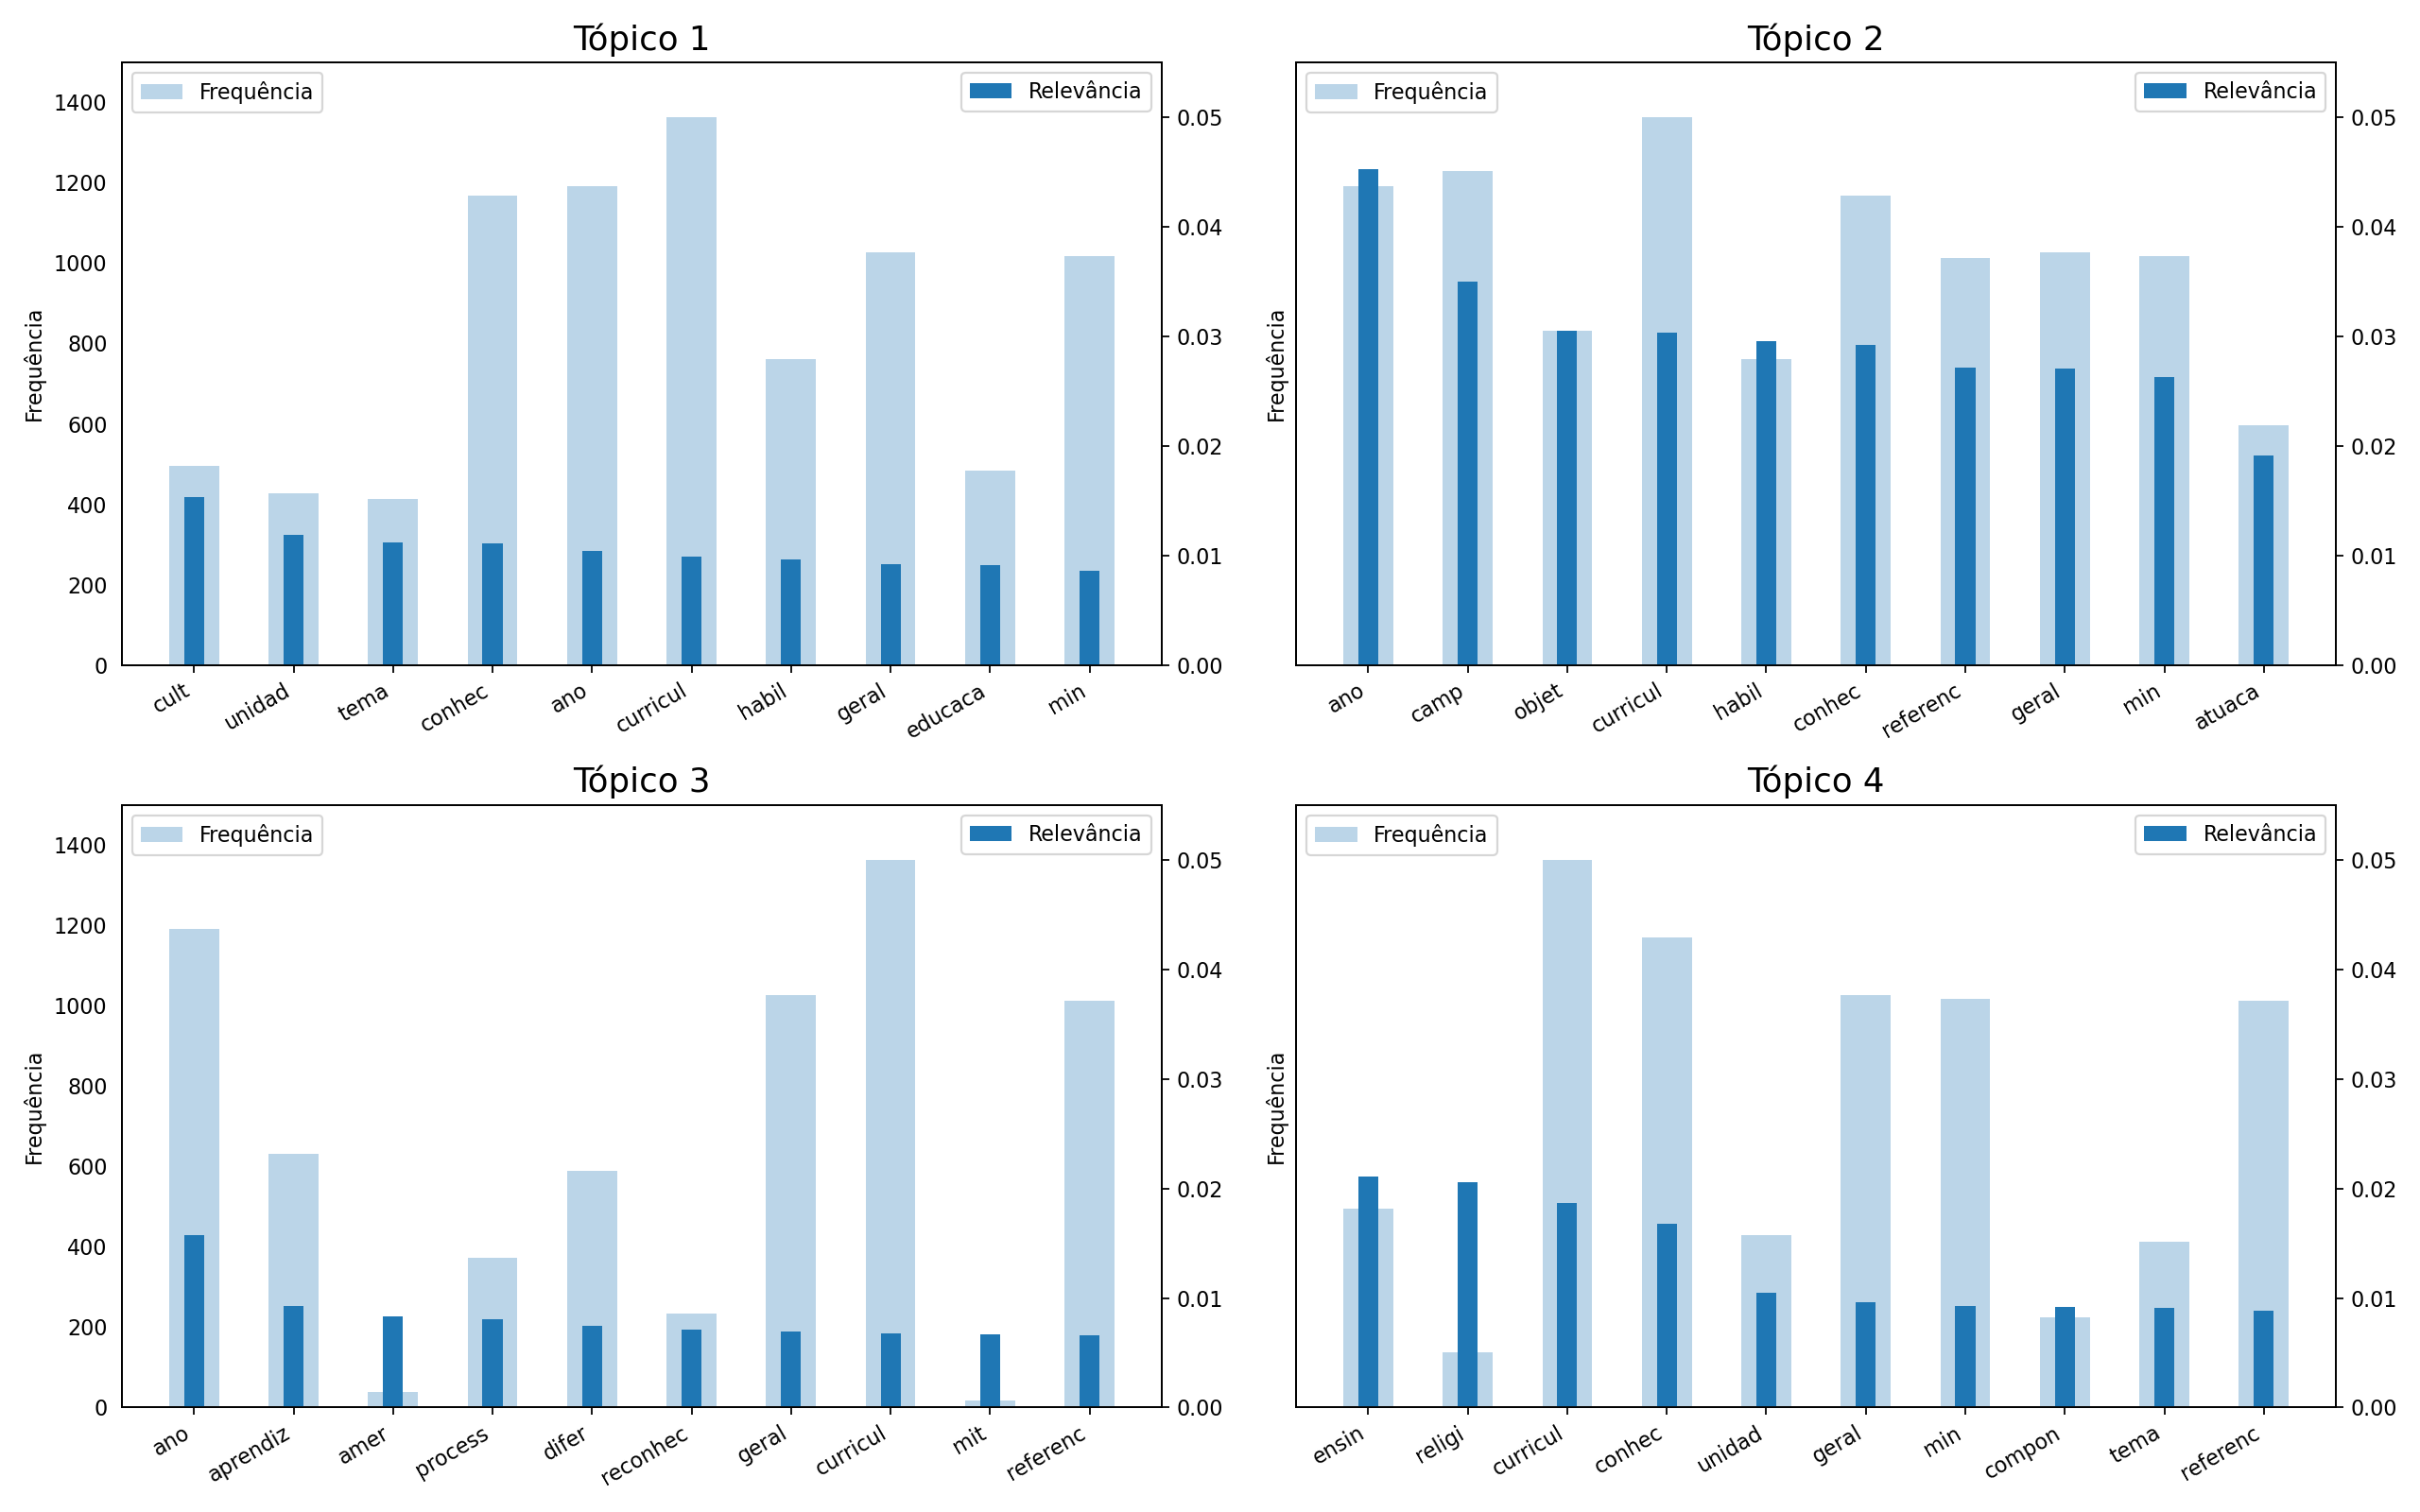 Tópico 1
Frequência
Relevância
1400
1200
1000
800
600
400
200
0
Frequência
0.05
0.04
0.03
0.02
0.01
0.00
cult
unidad
tema
conhec
ano
curricul
habil
geral
educaca
min
Tópico 2
Frequência
Relevância
Frequência
0.05
0.04
0.03
0.02
0.01
0.00
ano
camp
objet
curricul
habil
conhec
referenc
geral
min
atuaca
Tópico 3
Frequência
Relevância
1400
1200
1000
800
600
400
200
0
Frequência
0.05
0.04
0.03
0.02
0.01
0.00
ano
aprendiz
amer
process
difer
reconhec
geral
curricul
mit
referenc
Tópico 4
Frequência
Relevância
Frequência
0.05
0.04
0.03
0.02
0.01
0.00
ensin
religi
curricul
conhec
unidad
geral
min
compon
tema
referenc